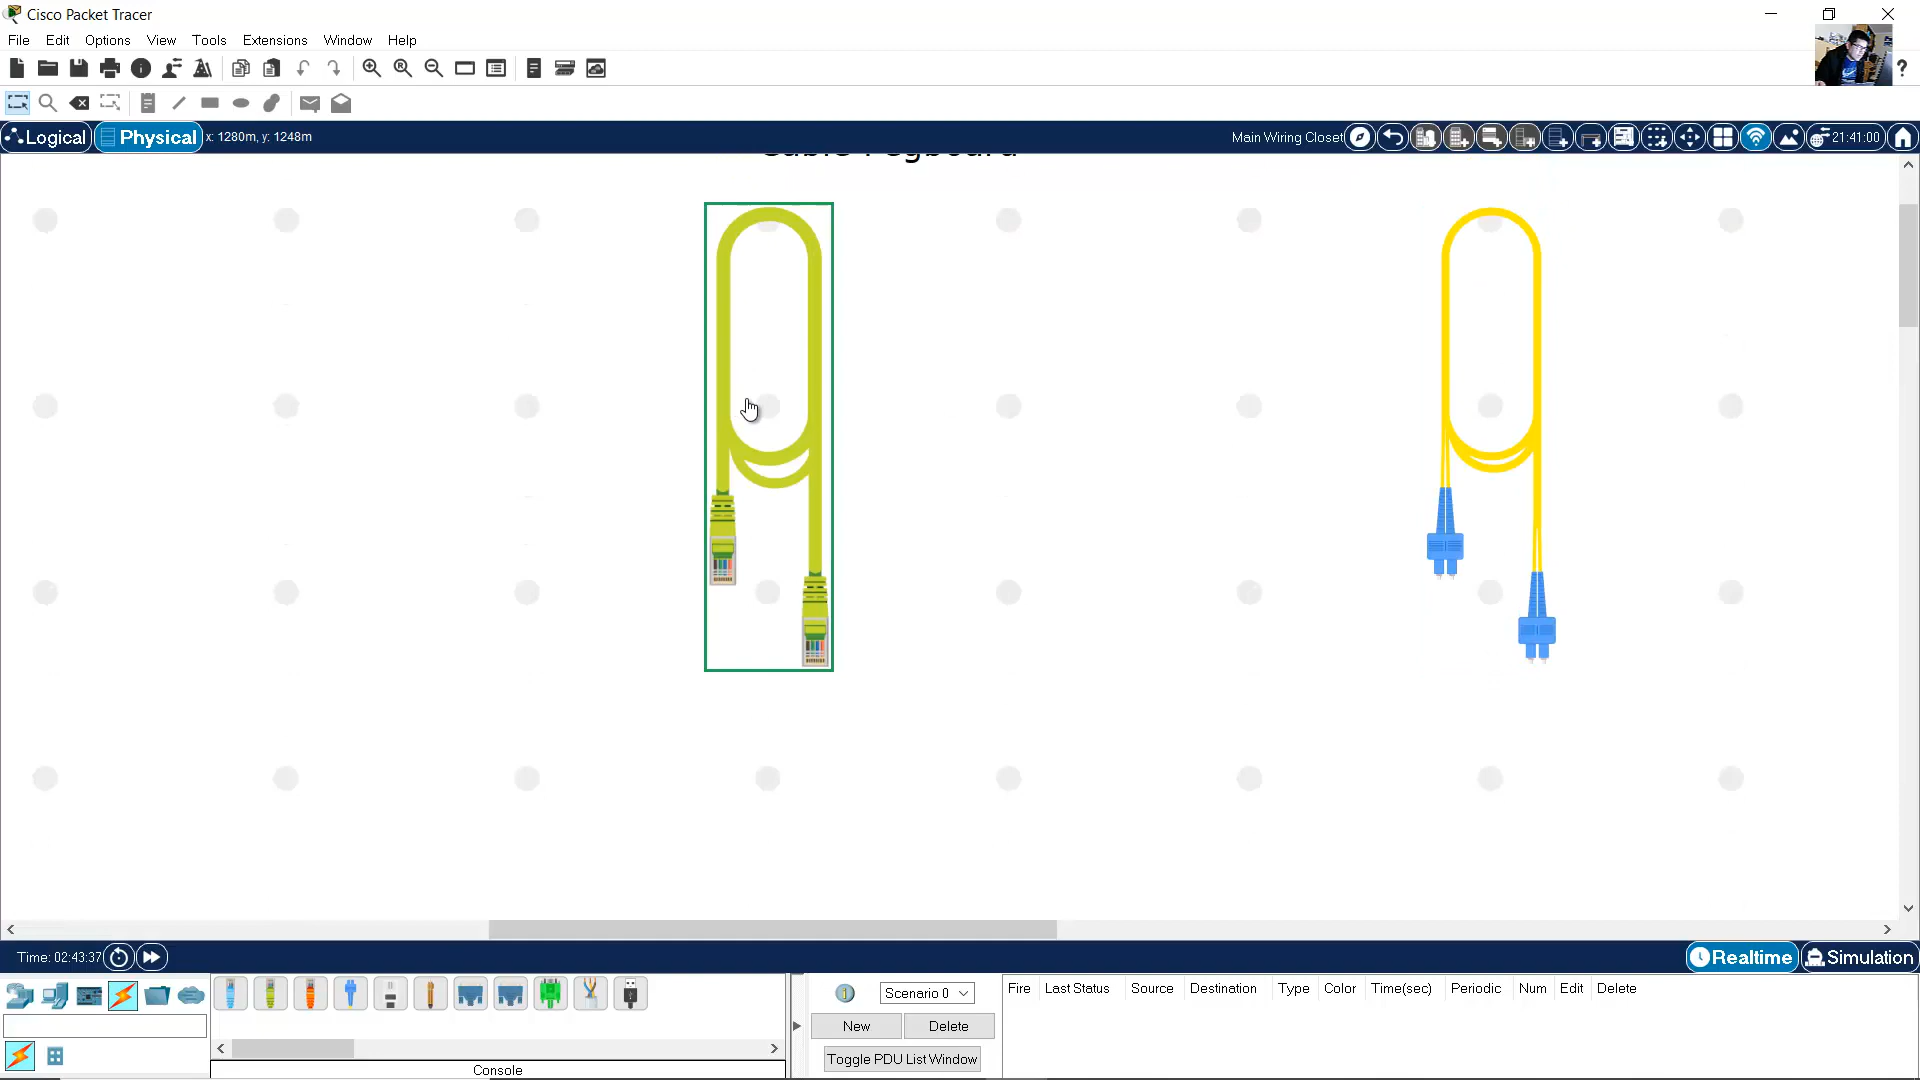 Cisco Packet Tracer
File Edit Options View Tools Extensions Window Help
?
Logical Physical x: 1280m, y: 1248m Main Wiring Closet 21:41:00
Cable Pegboard
Time: 02:43:37 Realtime Simulation
Scenario 0 Fire Last Status Source Destination Type Color Time(sec) Periodic Num Edit Delete
New Delete
Toggle PDU List Window
Console